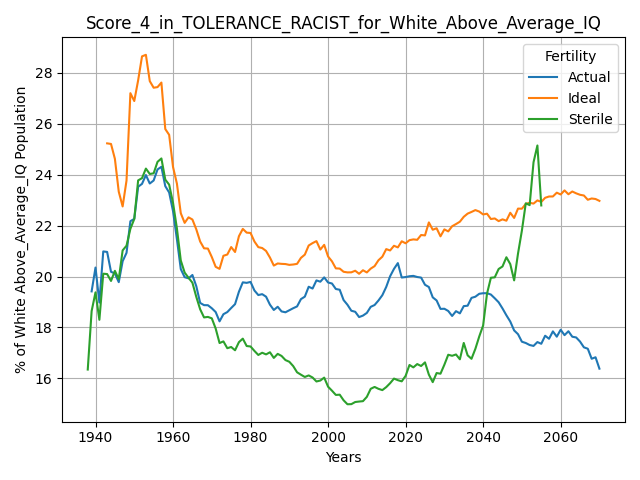 Score_4_in_TOLERANCE_RACIST_for_White_Above_Average_IQ
Fertility
Actual
Ideal
Sterile
% of White Above_Average_IQ Population
28
26
24
22
20
18
16
1940 1960 1980 2000 2020 2040 2060
Years